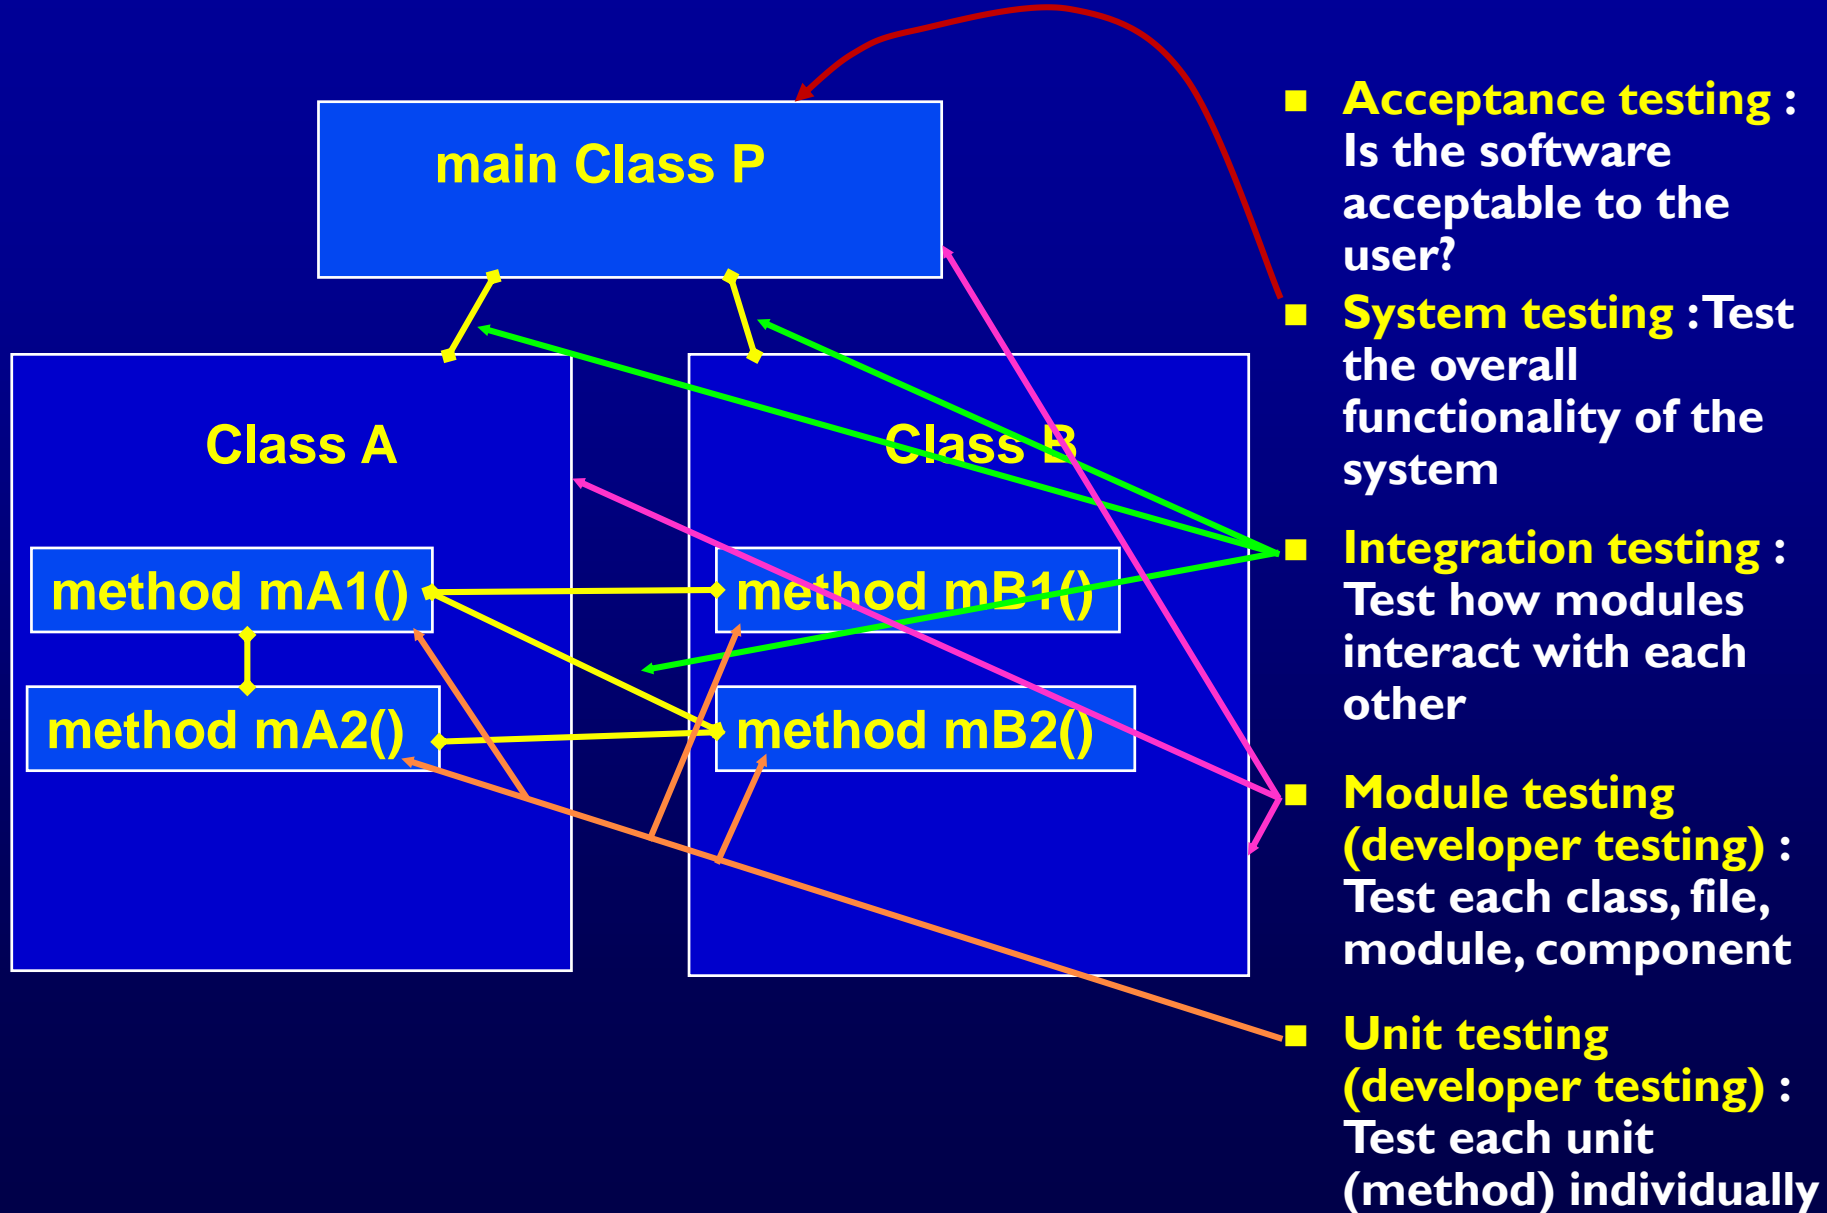 main Class P
Class A
method mA1()
method mA2()
Class B
method mB1()
method mB2()
Acceptance testing :
Is the software
acceptable to the
user?
System testing : Test
the overall
functionality of the
system
Integration testing :
Test how modules
interact with each
other
Module testing
(developer testing) :
Test each class, file,
module, component
Unit testing
(developer testing) :
Test each unit
(method) individually